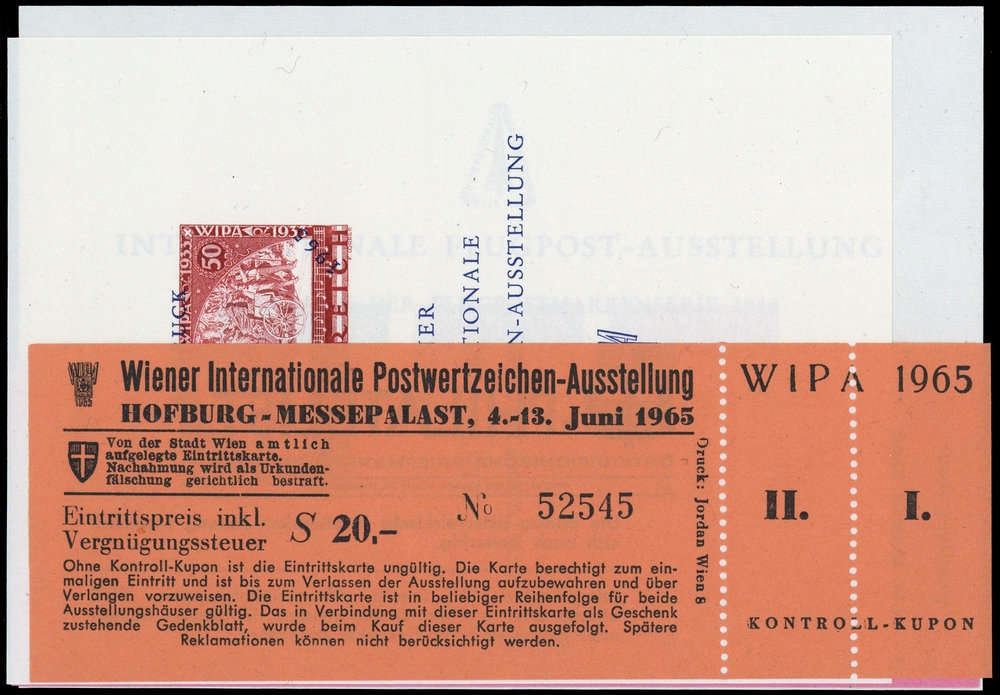 INTERNATIONALE FLUGPOST-AUSSTELLUNG
WIPA 1933
1933
50
TIONALE
N-AUSSTELLUNG
Wiener Internationale Postwertzeichen-Ausstellung
HOFBURG-MESSEPALAST, 4.-13. Juni 1965
1965
Von der Stadt Wien amtlich
aufgelegte Eintrittskarte.
Nachahmung wird als Urkunden-
fälschung gerichtlich bestraft.
Eintrittspreis inkl.
Vergnügungssteuer
S 20,–
No 52545
Ohne Kontroll-Kupon ist die Eintrittskarte ungültig. Die Karte berechtigt zum ein-
maligen Eintritt und ist bis zum Verlassen der Ausstellung aufzubewahren und über
Verlangen vorzuweisen. Die Eintrittskarte ist in beliebiger Reihenfolge für beide
Ausstellungshäuser gültig. Das in Verbindung mit dieser Eintrittskarte als Geschenk
zustehende Gedenkblatt, wurde beim Kauf dieser Karte ausgefolgt. Spätere
Reklamationen können nicht berücksichtigt werden.
Druck: Jordan Wien 8
WIPA 1965
II.
I.
KONTROLL-KUPON